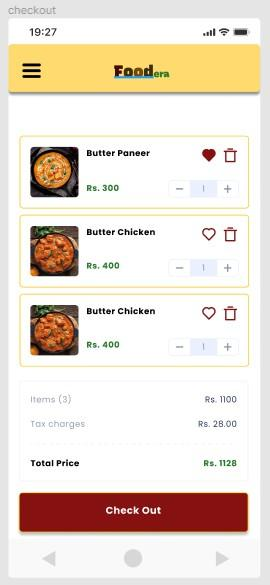 checkout
19:27
Foodera
Butter Paneer
Rs. 300
1
Butter Chicken
Rs. 400
1
Butter Chicken
Rs. 400
1
Items (3) Rs. 1100
Tax charges Rs. 28.00
Total Price Rs. 1128
Check Out